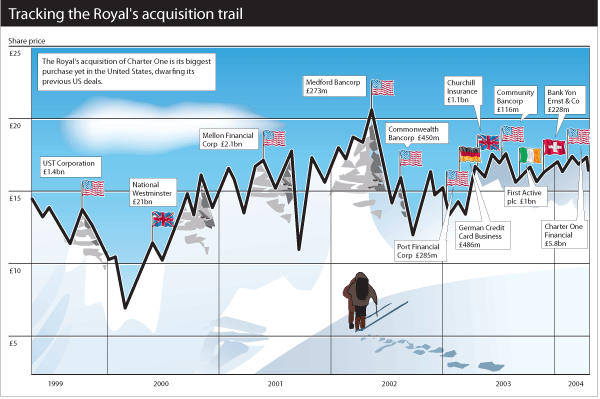 Tracking the Royal's acquisition trail
Share price
£25
The Royal's acquisition of Charter One is its biggest
purchase yet in the United States, dwarfing its
previous US deals.
Medford Bancorp
£273m
Churchill
Insurance
£1.1bn
Community
Bancorp
£116m
Bank Yon
Ernst & Co
£228m
£20
Mellon Financial
Corp £2.1bn
Commonwealth
Bancorp £450m
UST Corporation
£1.4bn
National
Westminster
£21bn
£15
First Active
plc £1bn
Port Financial
Corp £285m
German Credit
Card Business
£486m
Charter One
Financial
£5.8bn
£10
£5
1999
2000
2001
2002
2003
2004